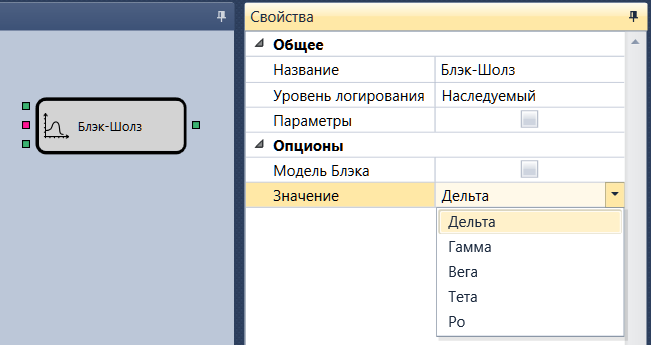 Свойства
Общее
Название Блэк-Шолз
Уровень логирования Наследуемый
Параметры
Опционы
Модель Блэка
Значение Дельта
Дельта
Гамма
Вега
Тета
Ро
Блэк-Шолз